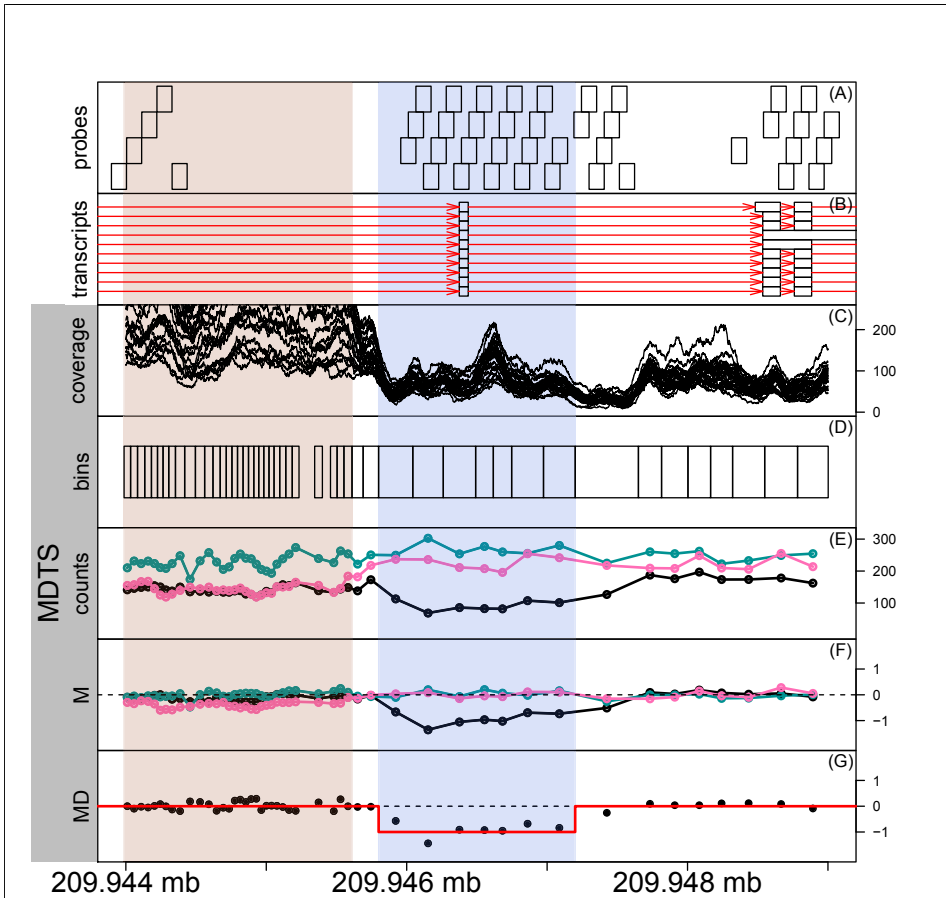 probes
(A)
transcripts
(B)
coverage
(C)
200
100
0
bins
(D)
MDTS
counts
(E)
300
200
100
M
(F)
1
0
−1
MD
(G)
1
0
−1
209.944 mb 209.946 mb 209.948 mb